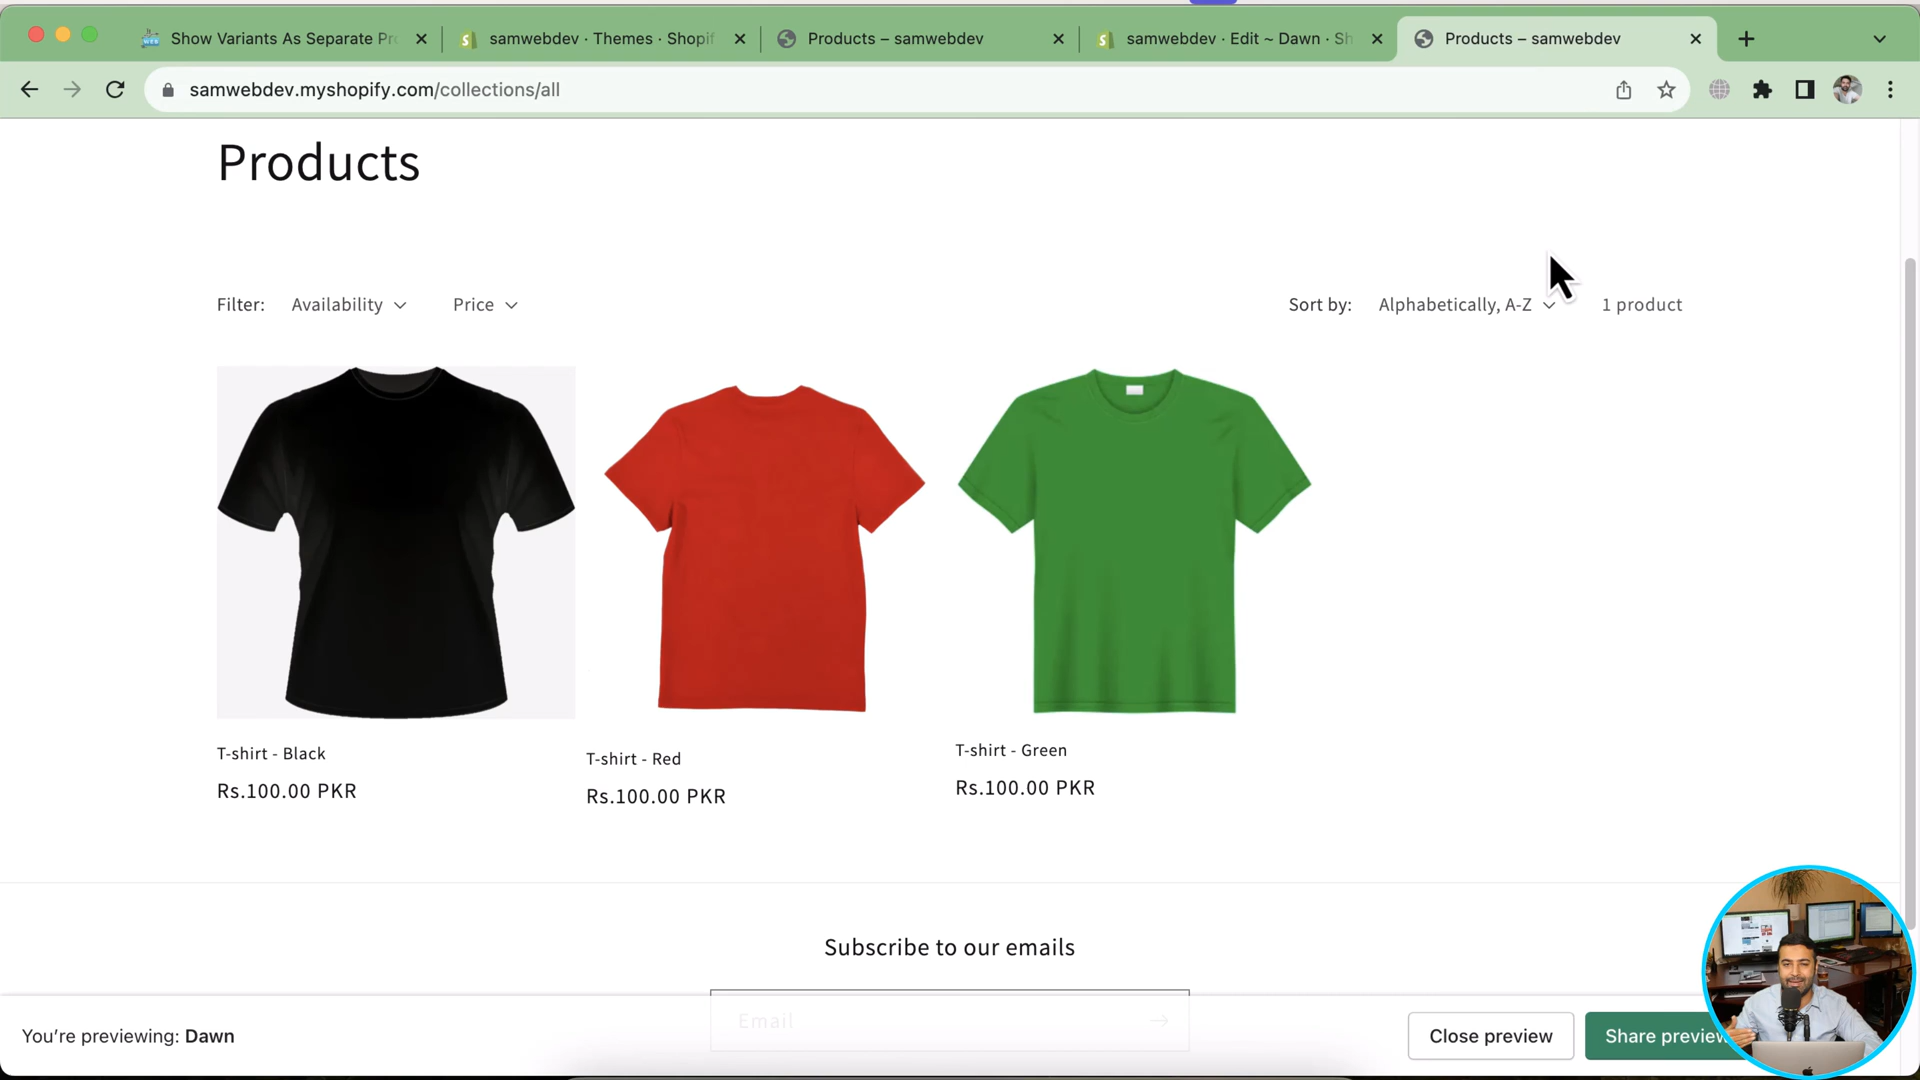 Show Variants As Separate Pr
samwebdev · Themes · Shopif
Products – samwebdev
samwebdev · Edit ~ Dawn · Sh
Products – samwebdev
samwebdev.myshopify.com/collections/all
Products
Filter: Availability Price
Sort by: Alphabetically, A-Z 1 product
T-shirt - Black
Rs.100.00 PKR
T-shirt - Red
Rs.100.00 PKR
T-shirt - Green
Rs.100.00 PKR
Subscribe to our emails
Email
You're previewing: Dawn
Close preview
Share preview